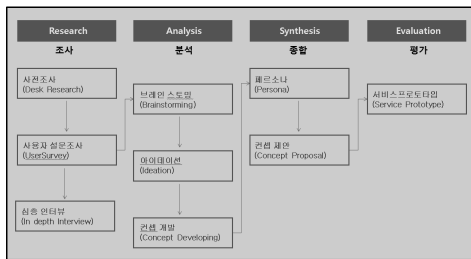 Research
조사
사전조사
(Desk Research)
사용자 설문조사
(UserSurvey)
심층 인터뷰
(In depth Interview)
Analysis
분석
브레인 스토밍
(Brainstorming)
아이데이션
(Ideation)
컨셉 개발
(Concept Developing)
Synthesis
종합
페르소나
(Persona)
컨셉 제안
(Concept Proposal)
Evaluation
평가
서비스프로토타입
(Service Prototype)